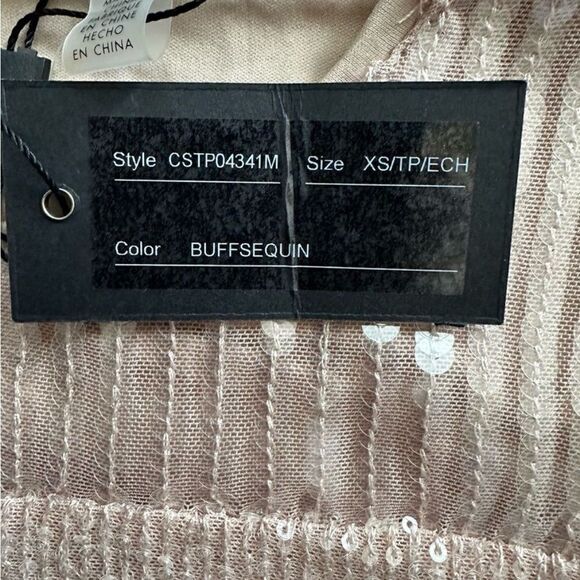 EN CHINE
HECHO
EN CHINA
Style CSTP04341M Size XS/TP/ECH
Color BUFFSEQUIN